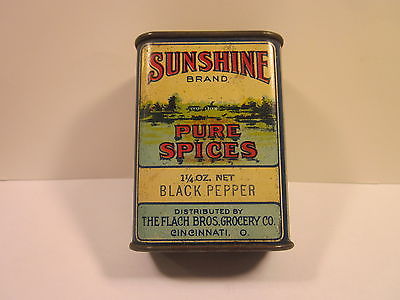 SUNSHINE
BRAND
PURE
SPICES
1¼ OZ. NET
BLACK PEPPER
DISTRIBUTED BY
THE FLACH BROS. GROCERY CO.
CINCINNATI, O.